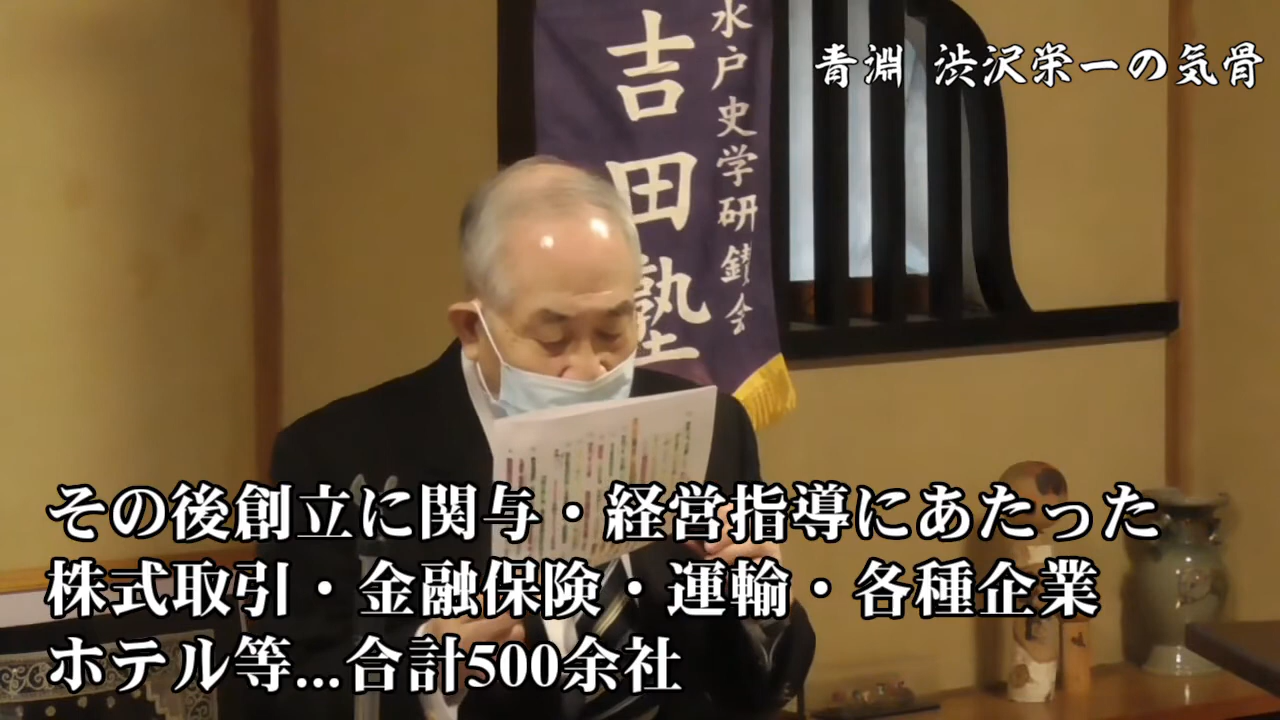 青淵 渋沢栄一の気骨
水戸史学研鑚会
吉田塾
その後創立に関与・経営指導にあたった
株式取引・金融保険・運輸・各種企業
ホテル等...合計500余社